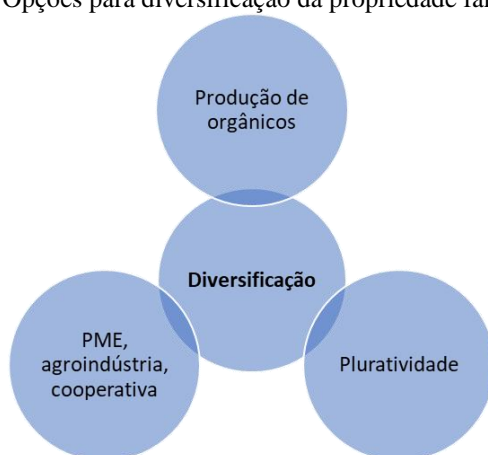 Opções para diversificação da propriedade
Produção de
orgânicos
Diversificação
PME,
agroindústria,
cooperativa
Pluratividade